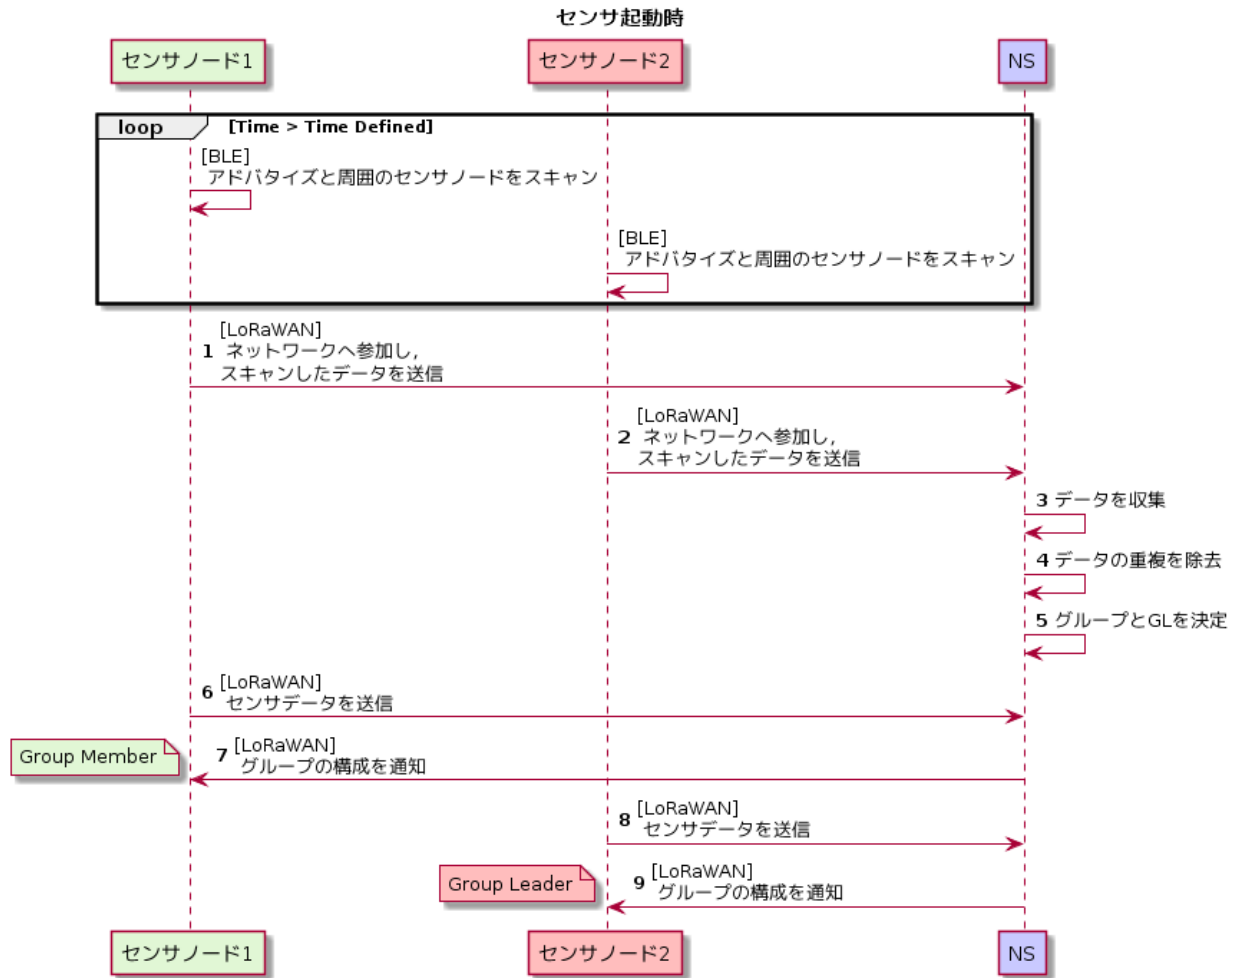 センサ起動時
センサノード1
センサノード2
NS
loop
[Time > Time Defined]
[BLE]
アドバタイズと周囲のセンサノードをスキャン
[BLE]
アドバタイズと周囲のセンサノードをスキャン
[LoRaWAN]
1 ネットワークへ参加し,
スキャンしたデータを送信
[LoRaWAN]
2 ネットワークへ参加し,
スキャンしたデータを送信
3 データを収集
4 データの重複を除去
5 グループとGLを決定
6 [LoRaWAN]
センサデータを送信
Group Member
7 [LoRaWAN]
グループの構成を通知
8 [LoRaWAN]
センサデータを送信
Group Leader
9 [LoRaWAN]
グループの構成を通知
センサノード1
センサノード2
NS